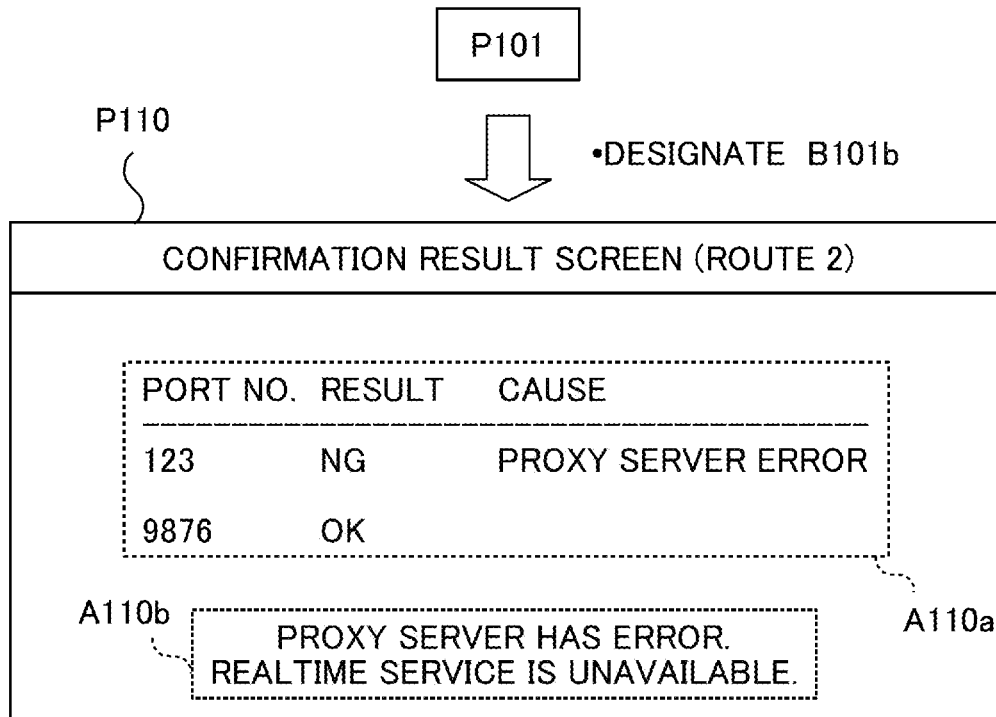 P101
P110
•DESIGNATE B101b
CONFIRMATION RESULT SCREEN (ROUTE 2)
PORT NO. RESULT CAUSE
123 NG PROXY SERVER ERROR
9876 OK
A110b
A110a
PROXY SERVER HAS ERROR.
REALTIME SERVICE IS UNAVAILABLE.